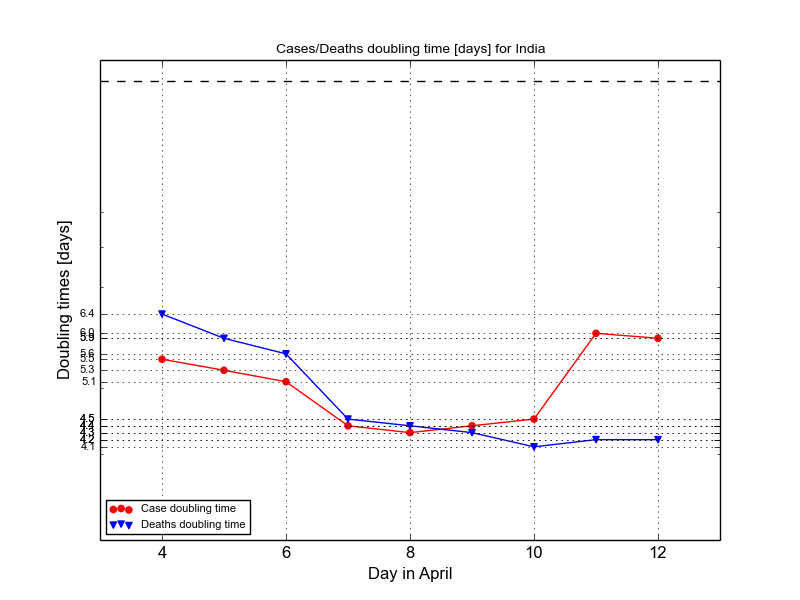 Cases/Deaths doubling time [days] for India
Doubling times [days]
6.4
6.0
5.9
5.6
5.5
5.3
5.1
4.5
4.4
4.3
4.2
4.1
Case doubling time
Deaths doubling time
4 6 8 10 12
Day in April